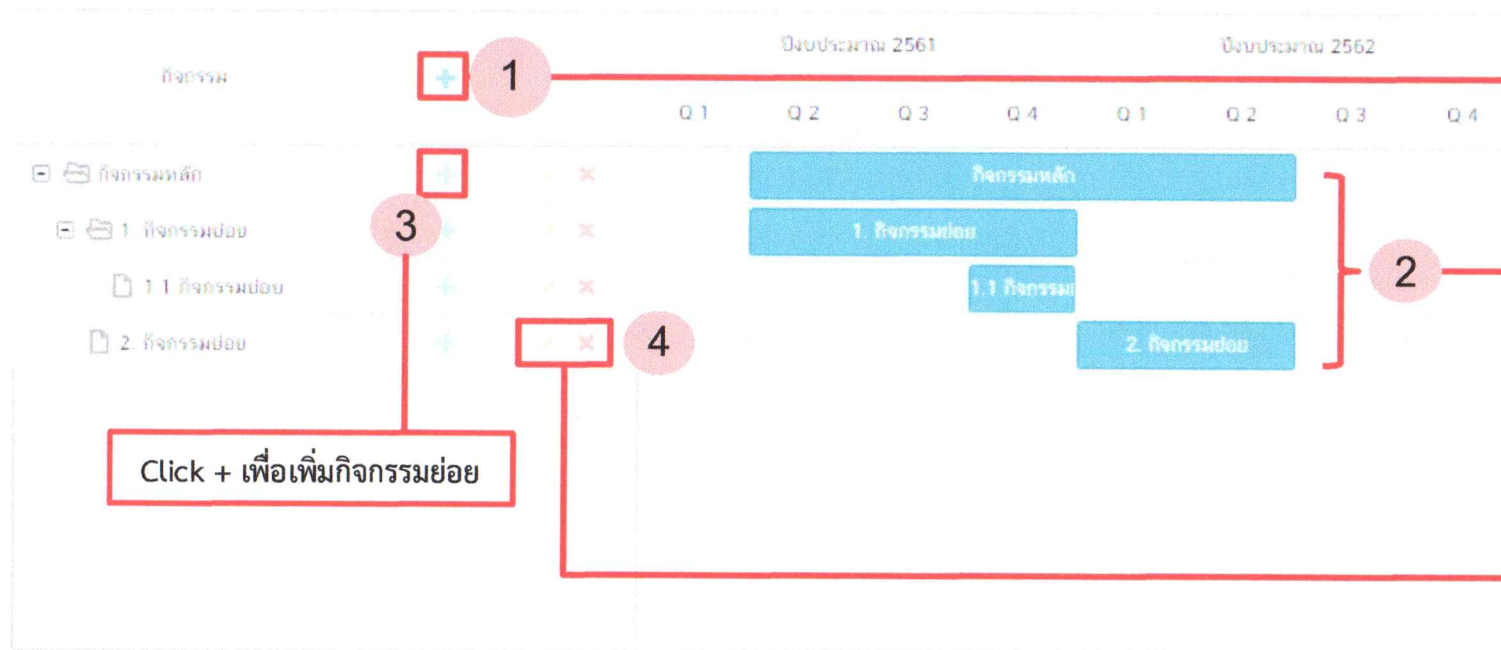 ปีงบประมาณ 2561 ปีงบประมาณ 2562
กิจกรรม + 1
Q 1 Q 2 Q 3 Q 4 Q 1 Q 2 Q 3 Q 4
กิจกรรมหลัก + กิจกรรมหลัก
1 กิจกรรมย่อย 3 + 1. กิจกรรมย่อย
1.1 กิจกรรมย่อย + 1.1 กิจกรรมย 2
2. กิจกรรมย่อย + 4 2. กิจกรรมย่อย
Click + เพื่อเพิ่มกิจกรรมย่อย